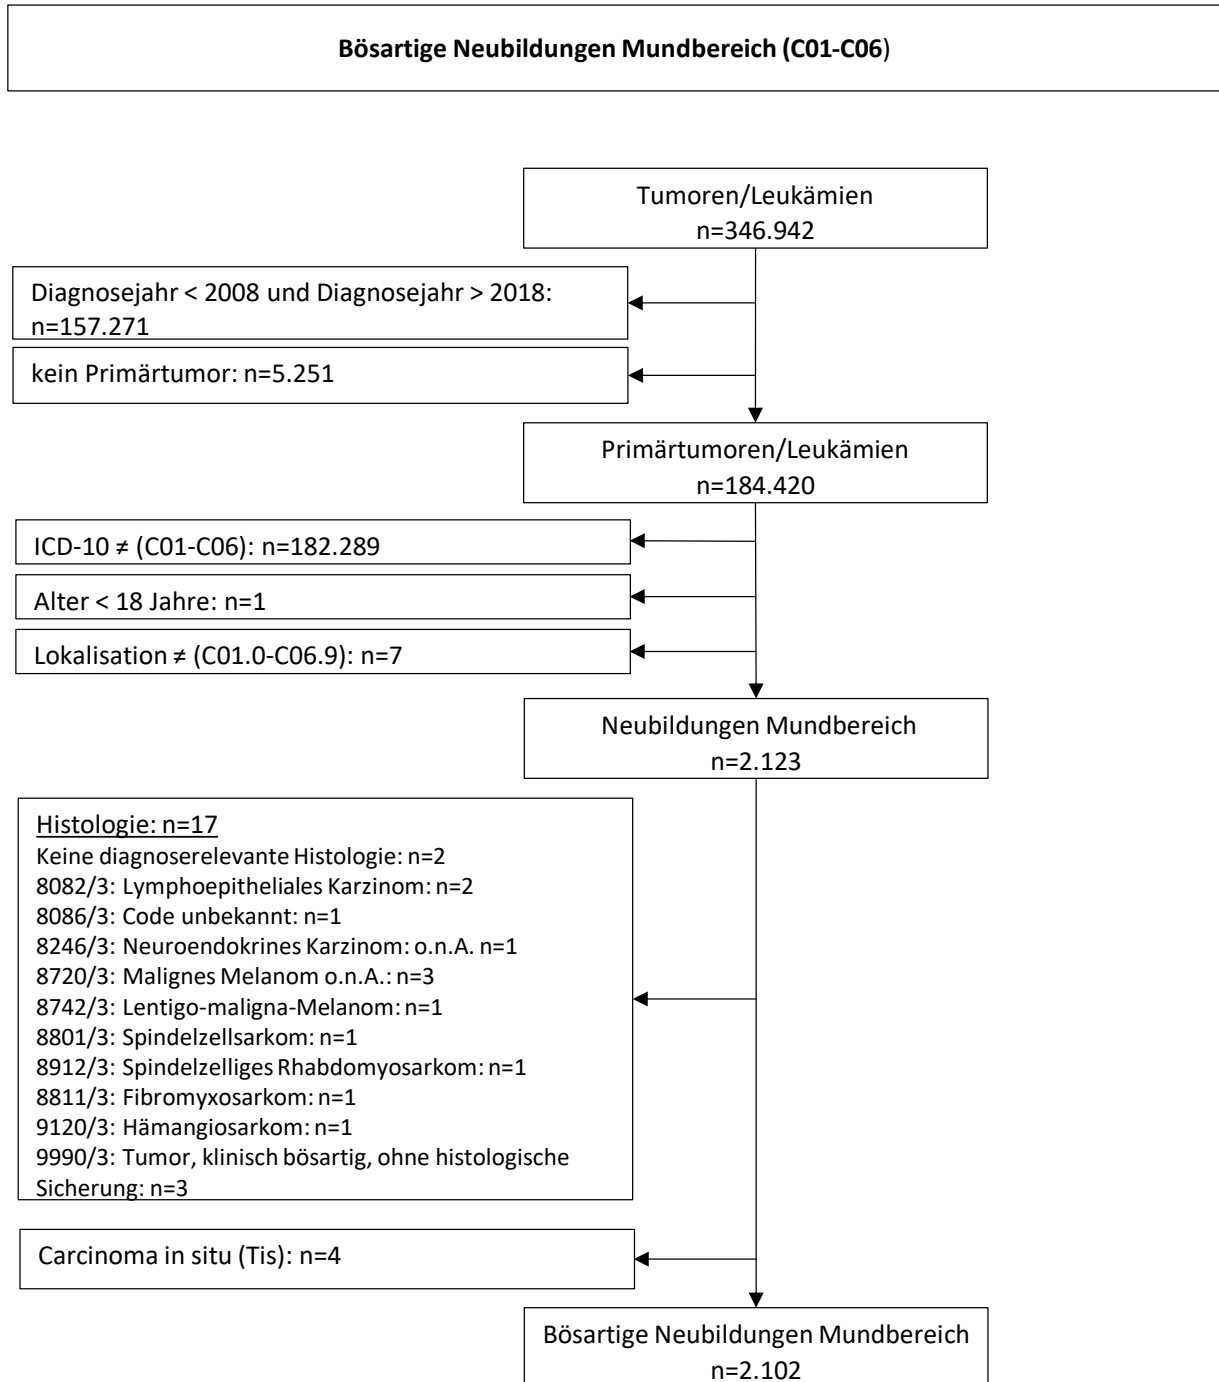 Bösartige Neubildungen Mundbereich (C01-C06)
Tumoren/Leukämien
n=346.942
Diagnosejahr < 2008 und Diagnosejahr > 2018:
n=157.271
kein Primärtumor: n=5.251
Primärtumoren/Leukämien
n=184.420
ICD-10 ≠ (C01-C06): n=182.289
Alter < 18 Jahre: n=1
Lokalisation ≠ (C01.0-C06.9): n=7
Neubildungen Mundbereich
n=2.123
Histologie: n=17
Keine diagnoserelevante Histologie: n=2
8082/3: Lymphoepitheliales Karzinom: n=2
8086/3: Code unbekannt: n=1
8246/3: Neuroendokrines Karzinom: o.n.A. n=1
8720/3: Malignes Melanom o.n.A.: n=3
8742/3: Lentigo-maligna-Melanom: n=1
8801/3: Spindelzellsarkom: n=1
8912/3: Spindelzelliges Rhabdomyosarkom: n=1
8811/3: Fibromyxosarkom: n=1
9120/3: Hämangiosarkom: n=1
9990/3: Tumor, klinisch bösartig, ohne histologische
Sicherung: n=3
Carcinoma in situ (Tis): n=4
Bösartige Neubildungen Mundbereich
n=2.102